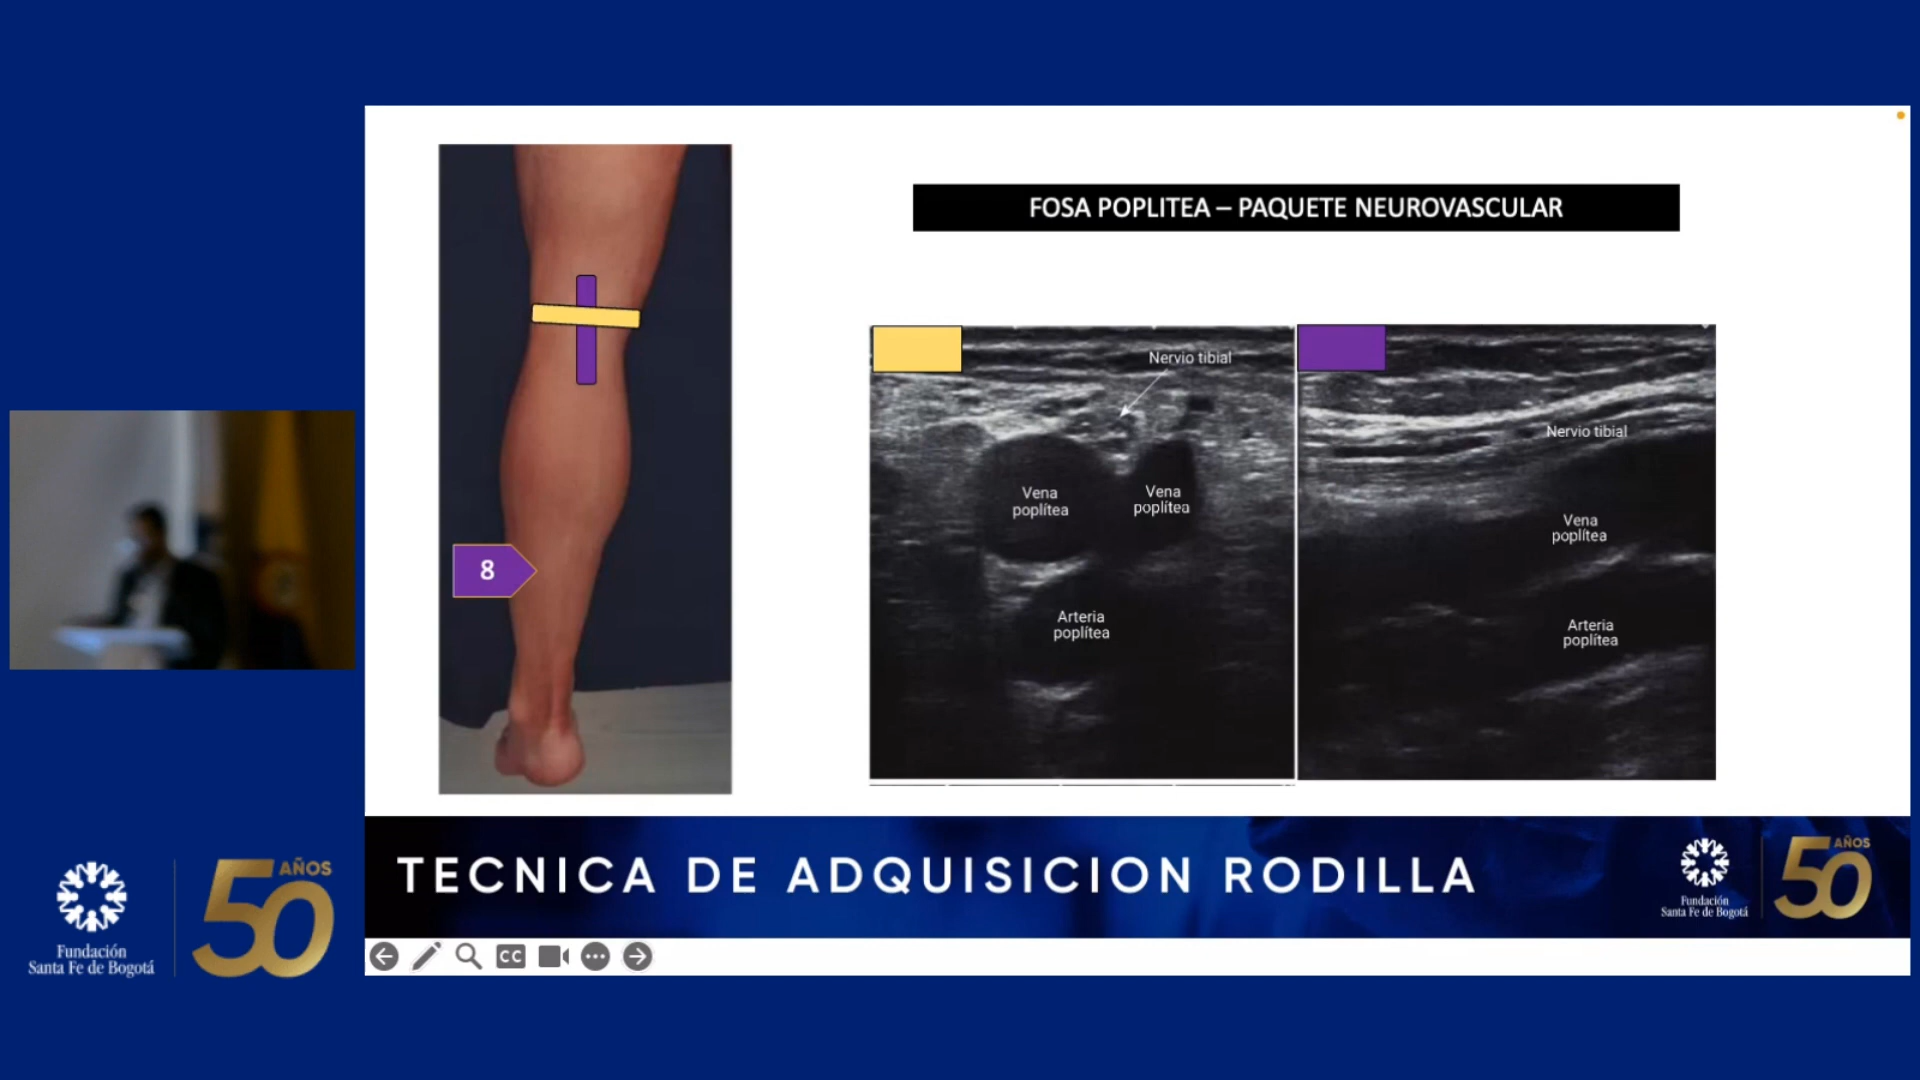 FOSA POPLITEA – PAQUETE NEUROVASCULAR
Nervio tibial
Vena
poplítea
Vena
poplítea
Arteria
poplítea
Nervio tibial
Vena
poplítea
Arteria
poplítea
8
TECNICA DE ADQUISICION RODILLA
Fundación
Santa Fe de Bogotá
50 AÑOS
CC
Fundación
Santa Fe de Bogotá
50 AÑOS